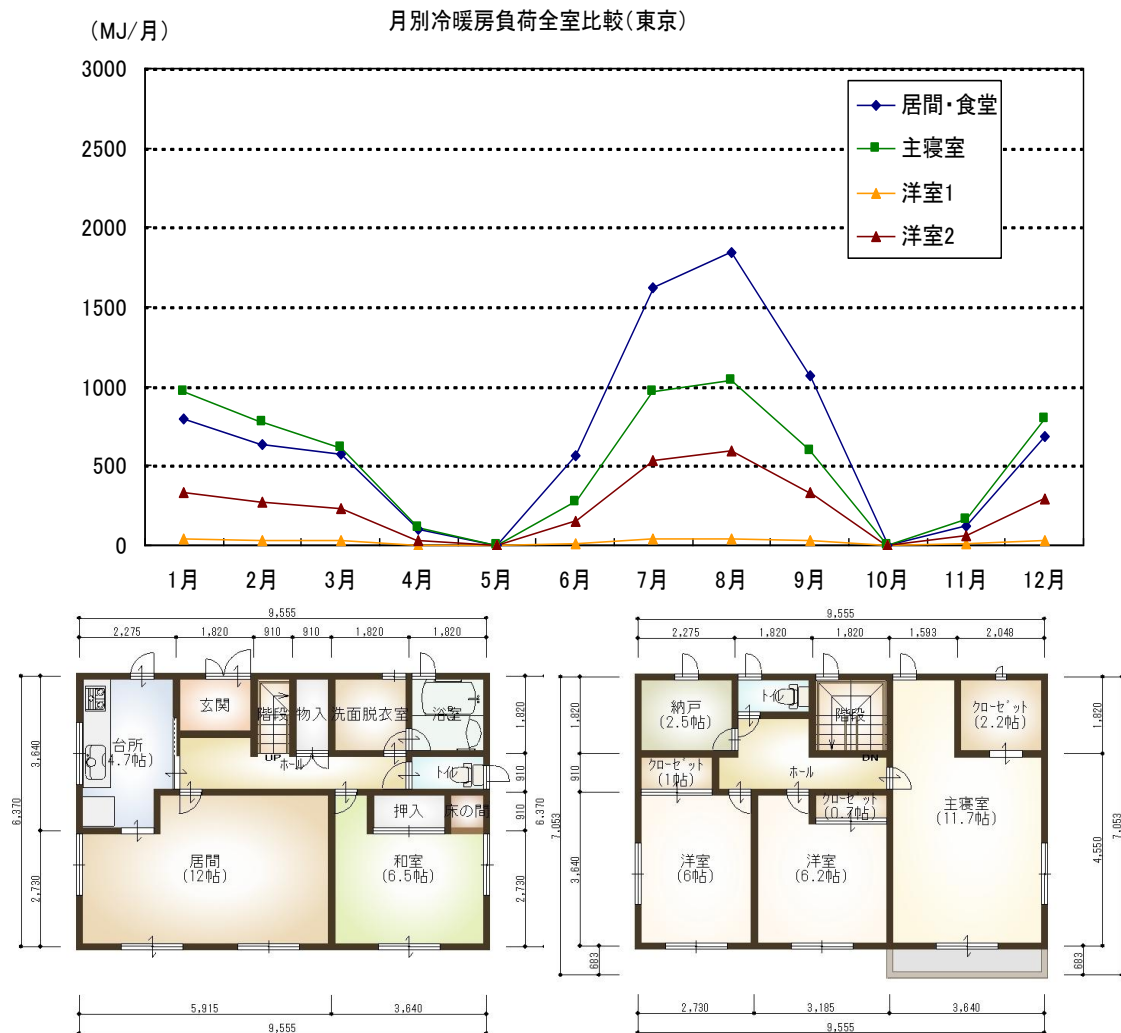 月別冷暖房負荷全室比較(東京)
(MJ/月)
3000
2500
2000
1500
1000
500
0
居間・食堂
主寝室
洋室1
洋室2
1月 2月 3月 4月 5月 6月 7月 8月 9月 10月 11月 12月
9,555
2,275 1,820 910 910 1,820 1,820
6,370
3,640
2,730
台所
(4.7帖)
玄関
階段
UP
物入
洗面脱衣室
浴室
ホール
トイレ
押入
床の間
居間
(12帖)
和室
(6.5帖)
1,820
910
910
2,730
6,370
5,915 3,640
9,555
9,555
2,275 1,820 1,820 1,593 2,048
7,053
1,820
910
3,640
683
納戸
(2.5帖)
トイレ
階段
DN
クローゼット
(2.2帖)
クローゼット
(1帖)
ホール
クローゼット
(0.7帖)
主寝室
(11.7帖)
洋室
(6帖)
洋室
(6.2帖)
1,820
4,550
683
7,053
2,730 3,185 3,640
9,555